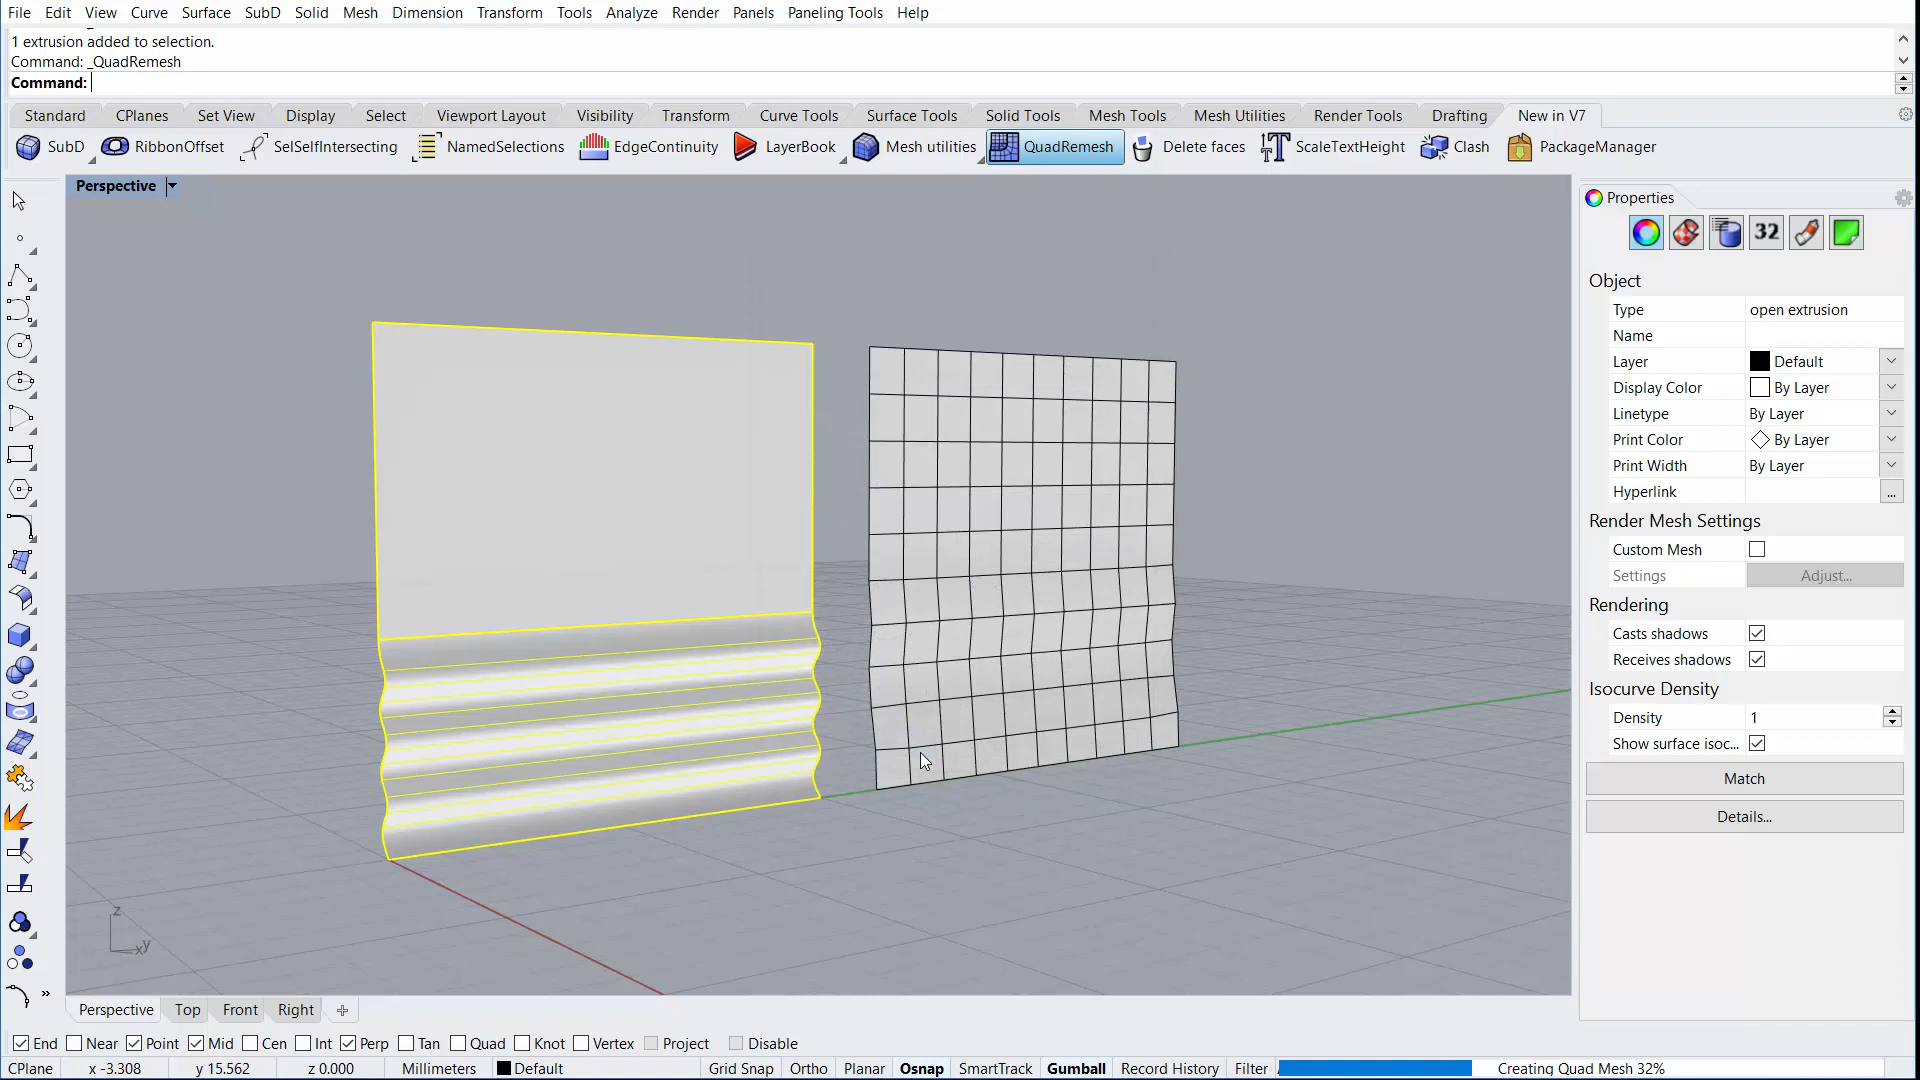 File Edit View Curve Surface SubD Solid Mesh Dimension Transform Tools Analyze Render Panels Paneling Tools Help
1 extrusion added to selection.
Command: _QuadRemesh
Command:
Standard CPlanes Set View Display Select Viewport Layout Visibility Transform Curve Tools Surface Tools Solid Tools Mesh Tools Mesh Utilities Render Tools Drafting New in V7
SubD RibbonOffset SelSelfIntersecting NamedSelections EdgeContinuity LayerBook Mesh utilities QuadRemesh Delete faces ScaleTextHeight Clash PackageManager
Perspective
Properties
32
Object
Type open extrusion
Name
Layer Default
Display Color By Layer
Linetype By Layer
Print Color By Layer
Print Width By Layer
Hyperlink ...
Render Mesh Settings
Custom Mesh
Settings Adjust...
Rendering
Casts shadows
Receives shadows
Isocurve Density
Density 1
Show surface isoc...
Match
Details...
z
x y
Perspective Top Front Right
End Near Point Mid Cen Int Perp Tan Quad Knot Vertex Project Disable
CPlane x -3.308 y 15.562 z 0.000 Millimeters Default Grid Snap Ortho Planar Osnap SmartTrack Gumball Record History Filter Creating Quad Mesh 32%